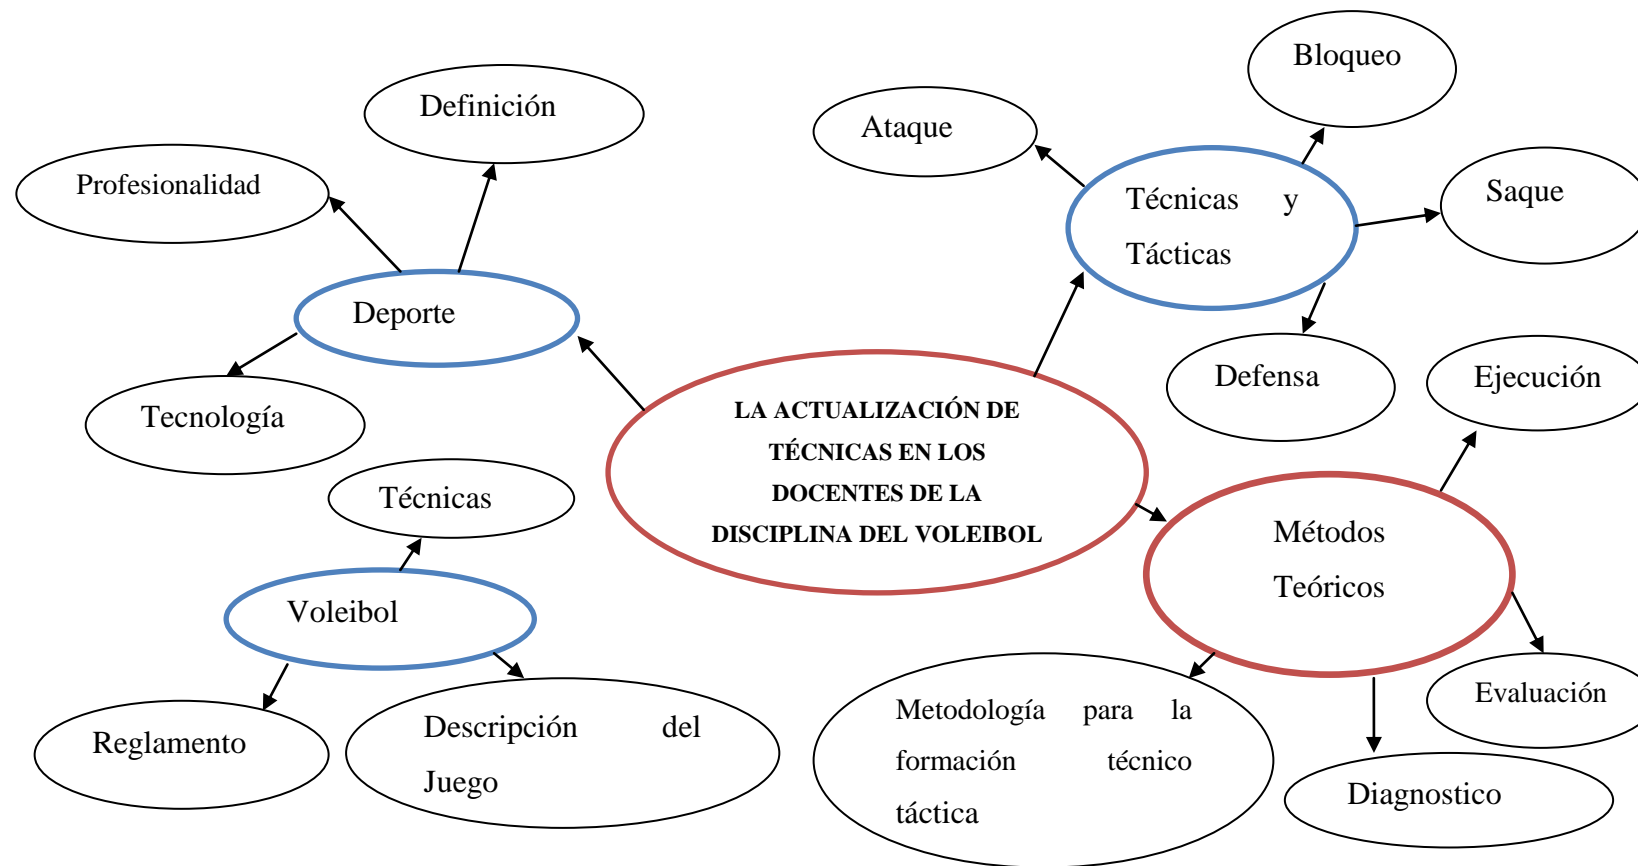 Bloqueo
Definición
Ataque
Profesionalidad
Técnicas y
Tácticas
Saque
Deporte
Defensa
Ejecución
Tecnología
LA ACTUALIZACIÓN DE
TÉCNICAS EN LOS
DOCENTES DE LA
DISCIPLINA DEL VOLEIBOL
Técnicas
Métodos
Teóricos
Voleibol
Evaluación
Reglamento
Descripción del
Juego
Metodología para la
formación técnico
táctica
Diagnostico